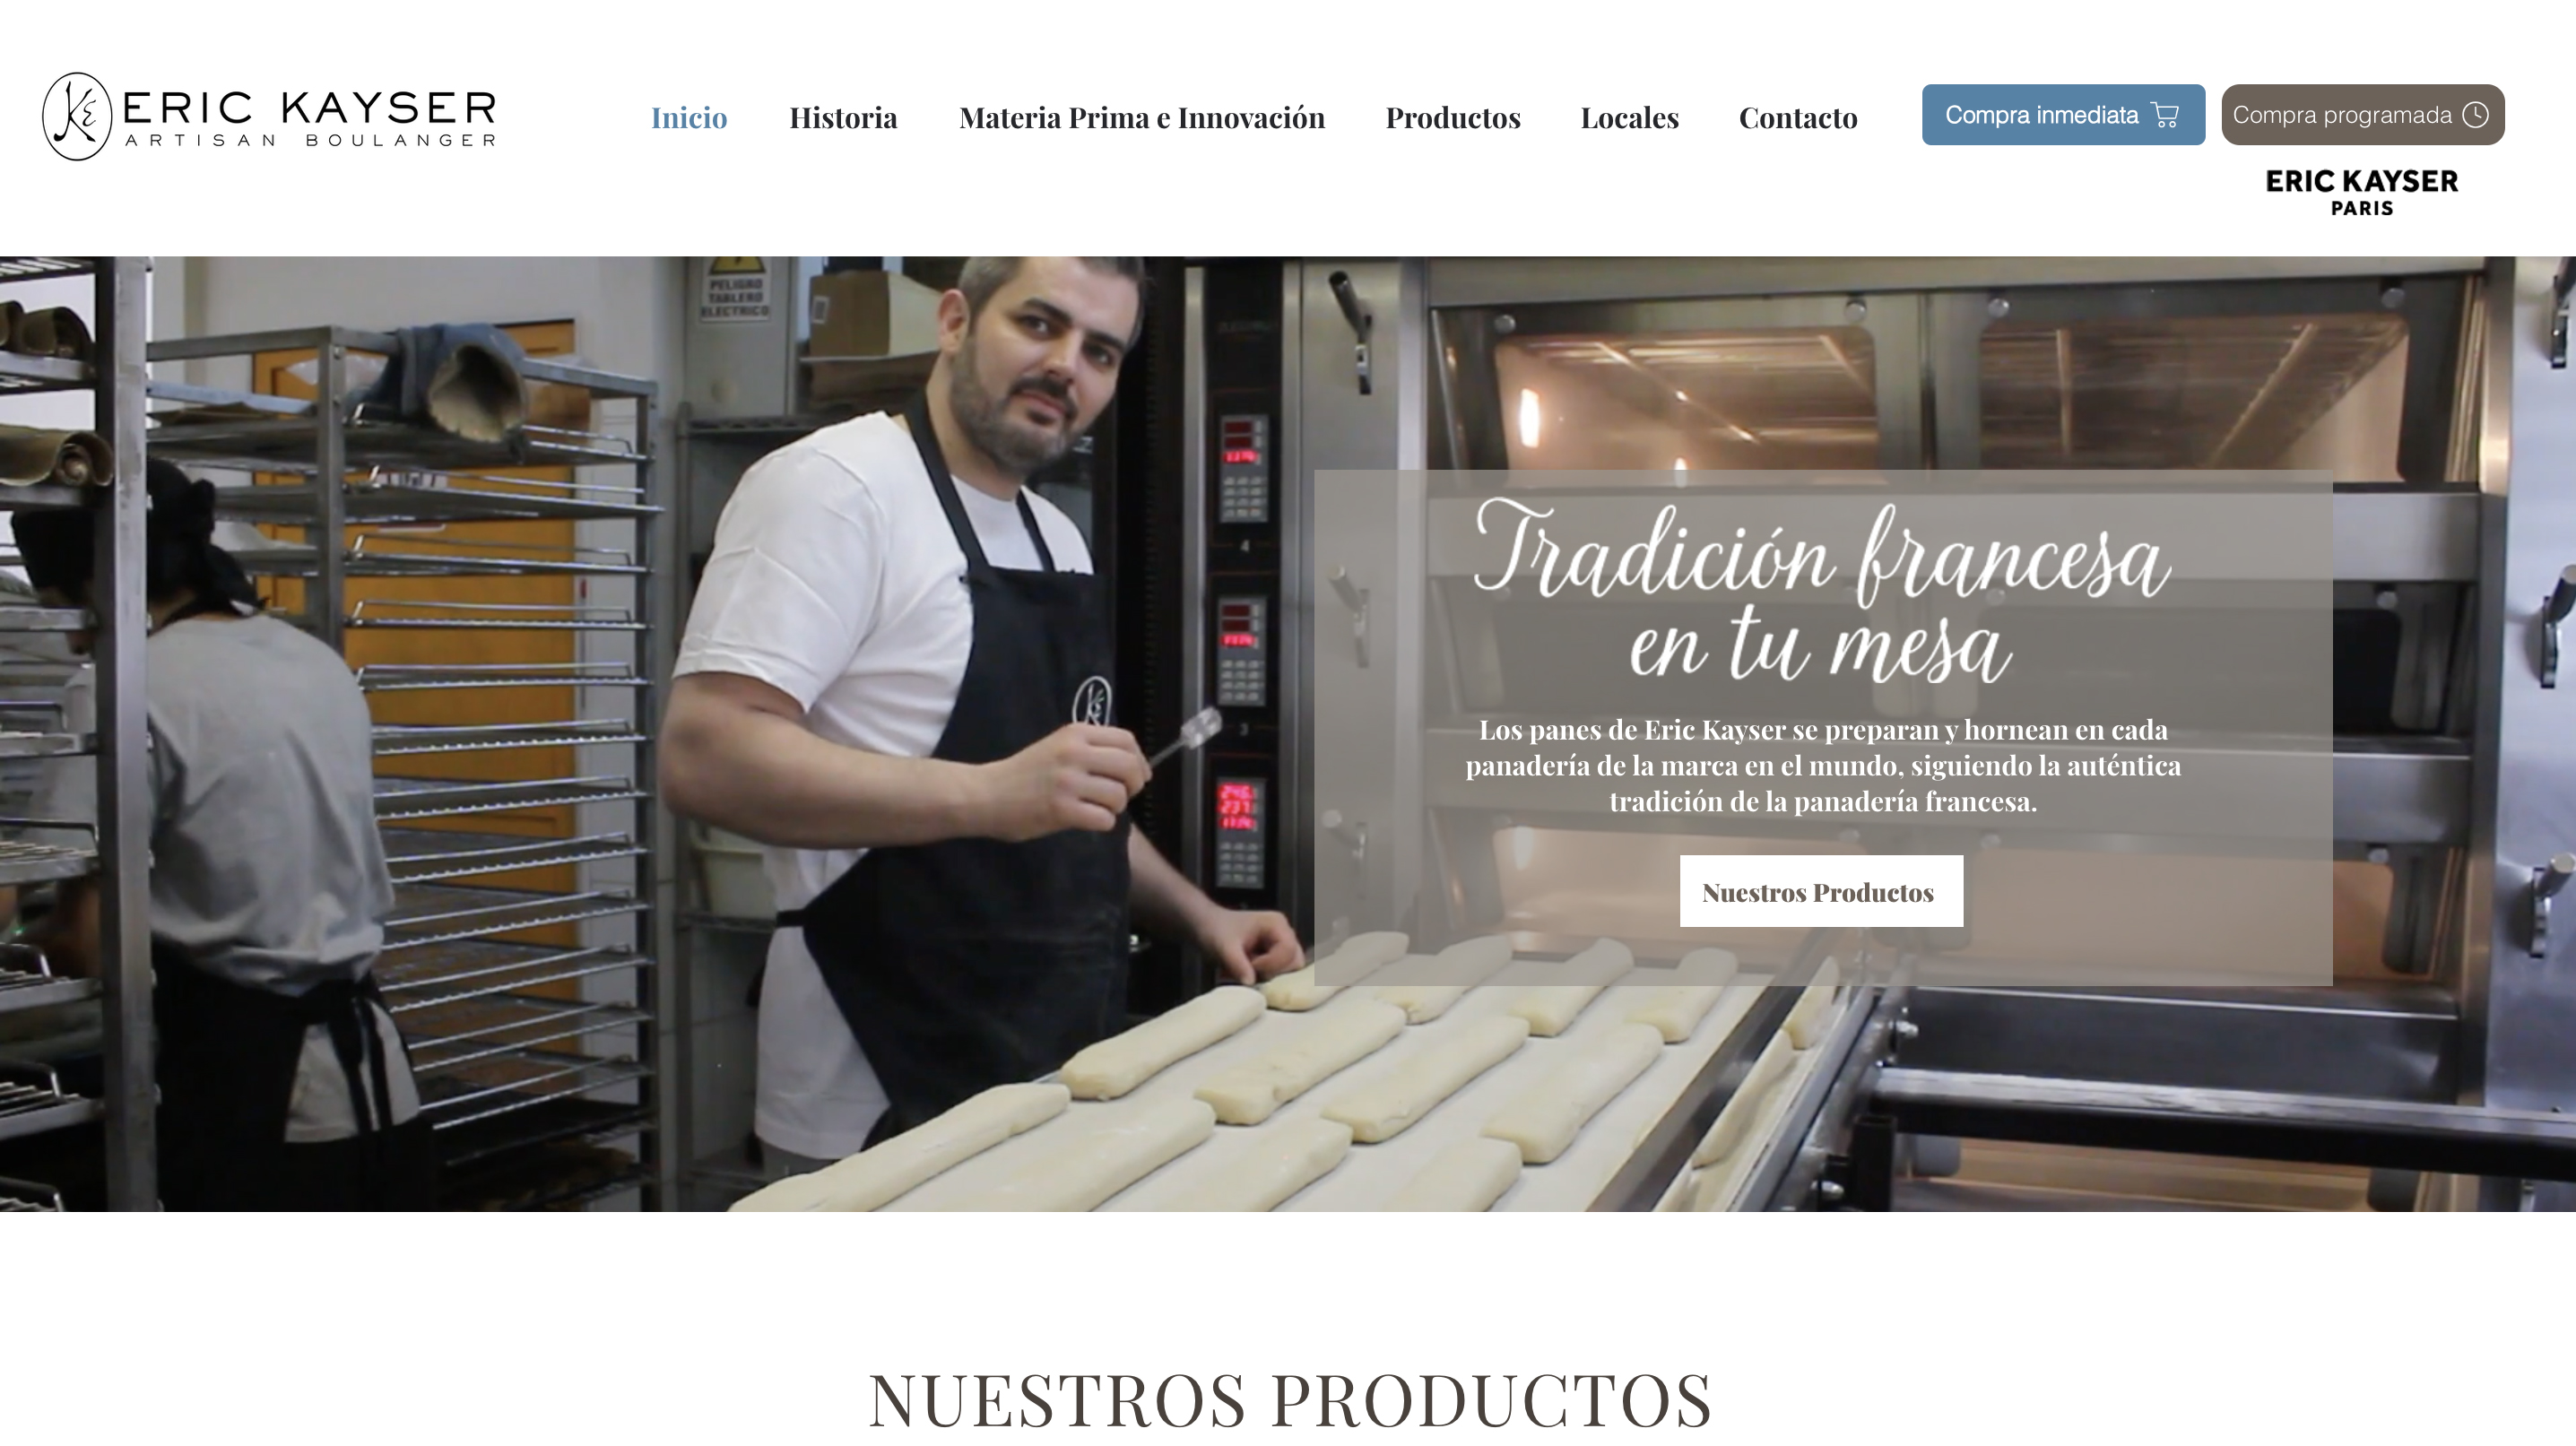 ERIC KAYSER
ARTISAN BOULANGER
Inicio
Historia
Materia Prima e Innovación
Productos
Locales
Contacto
Compra inmediata
Compra programada
ERIC KAYSER
PARIS
PELIGRO
TABLERO
ELECTRICO
Tradición francesa
en tu mesa
Los panes de Eric Kayser se preparan y hornean en cada
panadería de la marca en el mundo, siguiendo la auténtica
tradición de la panadería francesa.
Nuestros Productos
4
3
NUESTROS PRODUCTOS